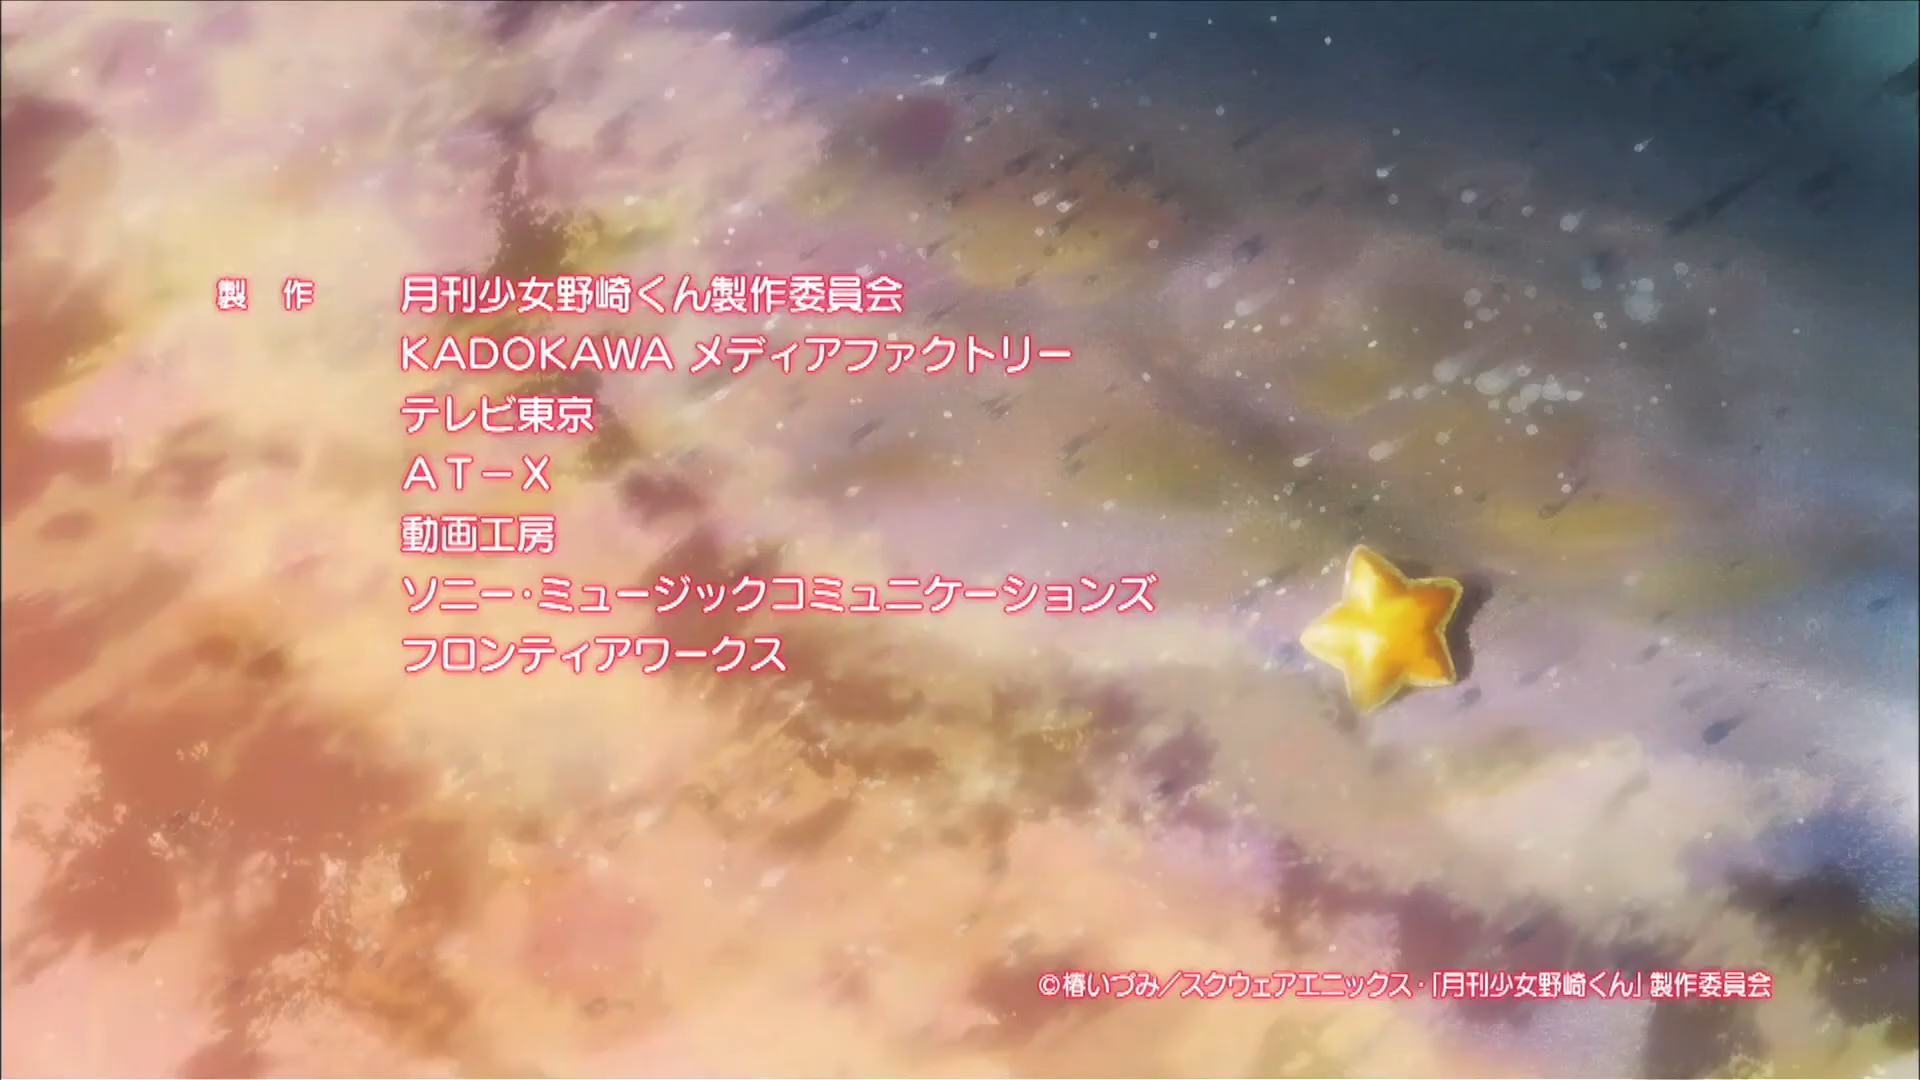 製 作 月刊少女野崎くん製作委員会
KADOKAWA メディアファクトリー
テレビ東京
AT-X
動画工房
ソニー・ミュージックコミュニケーションズ
フロンティアワークス
©椿いづみ/スクウェアエニックス・「月刊少女野崎くん」製作委員会